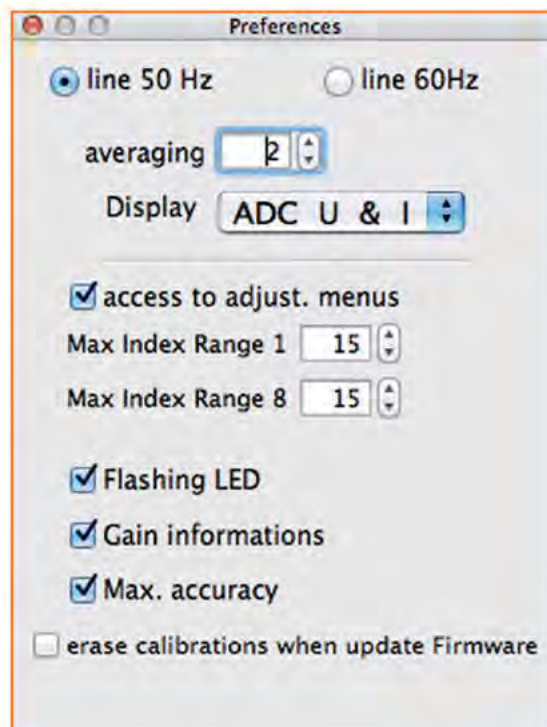 Preferences
line 50 Hz line 60Hz
averaging 2
Display ADC U & I
access to adjust. menus
Max Index Range 1 15
Max Index Range 8 15
Flashing LED
Gain informations
Max. accuracy
erase calibrations when update Firmware